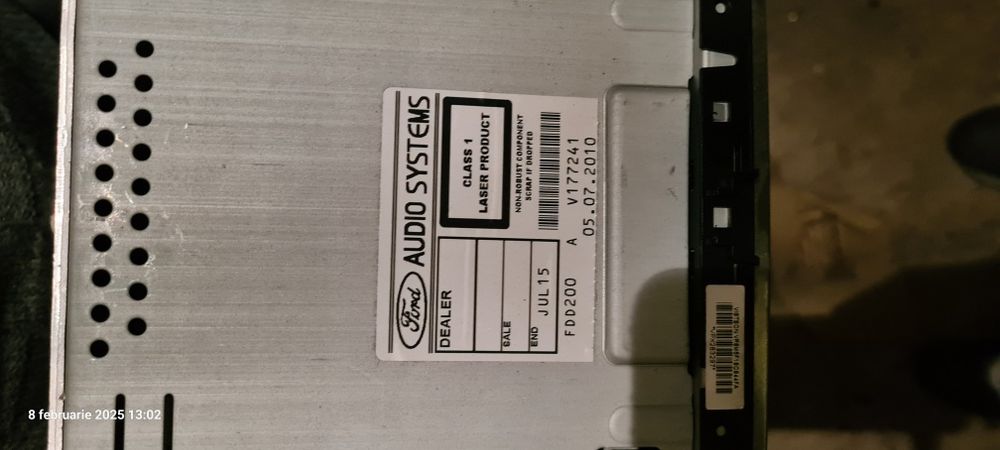 Ford AUDIO SYSTEMS
CLASS 1
LASER PRODUCT
NON-ROBUST COMPONENT
SCRAP IF DROPPED
DEALER
SALE
END JUL15
V177241
05.07.2010
FDD200 A
8 februarie 2025 13:02